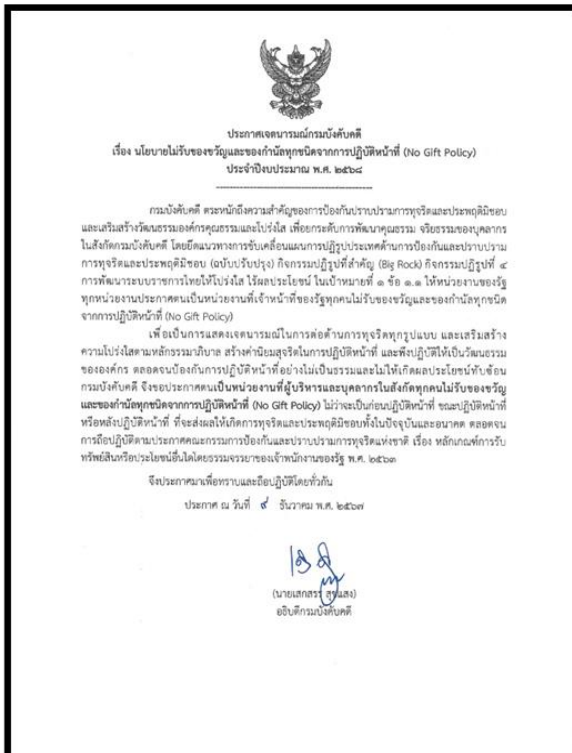 ประกาศเจตนารมณ์กรมบังคับคดี
เรื่อง นโยบายไม่รับของขวัญและของกำนัลทุกชนิดจากการปฏิบัติหน้าที่ (No Gift Policy)
ประจำปีงบประมาณ พ.ศ. ๒๕๖๘
กรมบังคับคดี ตระหนักถึงความสำคัญของการป้องกันปราบปรามการทุจริตและประพฤติมิชอบ
และเสริมสร้างวัฒนธรรมองค์กรคุณธรรมและโปร่งใส เพื่อยกระดับการพัฒนาคุณธรรม จริยธรรมของบุคลากร
ในสังกัดกรมบังคับคดี โดยยึดแนวทางการขับเคลื่อนแผนการปฏิรูปประเทศด้านการป้องกันและปราบปราม
การทุจริตและประพฤติมิชอบ (ฉบับปรับปรุง) กิจกรรมปฏิรูปที่สำคัญ (Big Rock) กิจกรรมปฏิรูปที่ ๔
การพัฒนาระบบราชการไทยให้โปร่งใส ไร้ผลประโยชน์ ในเป้าหมายที่ ๑ ข้อ ๑.๑ ให้หน่วยงานของรัฐ
ทุกหน่วยงานประกาศตนเป็นหน่วยงานที่เจ้าหน้าที่ของรัฐทุกคนไม่รับของขวัญและของกำนัลทุกชนิด
จากการปฏิบัติหน้าที่ (No Gift Policy)
เพื่อเป็นการแสดงเจตนารมณ์ในการต่อต้านการทุจริตทุกรูปแบบ และเสริมสร้าง
ความโปร่งใสตามหลักธรรมาภิบาล สร้างค่านิยมสุจริตในการปฏิบัติหน้าที่ และพึงปฏิบัติให้เป็นวัฒนธรรม
ขององค์กร ตลอดจนป้องกันการปฏิบัติหน้าที่อย่างไม่เป็นธรรมและไม่ให้เกิดผลประโยชน์ทับซ้อน
กรมบังคับคดี จึงขอประกาศตนเป็นหน่วยงานที่ผู้บริหารและบุคลากรในสังกัดทุกคนไม่รับของขวัญ
และของกำนัลทุกชนิดจากการปฏิบัติหน้าที่ (No Gift Policy) ไม่ว่าจะเป็นก่อนปฏิบัติหน้าที่ ขณะปฏิบัติหน้าที่
หรือหลังปฏิบัติหน้าที่ ที่จะส่งผลให้เกิดการทุจริตและประพฤติมิชอบทั้งในปัจจุบันและอนาคต ตลอดจน
การถือปฏิบัติตามประกาศคณะกรรมการป้องกันและปราบปรามการทุจริตแห่งชาติ เรื่อง หลักเกณฑ์การรับ
ทรัพย์สินหรือประโยชน์อื่นใดโดยธรรมจรรยาของเจ้าพนักงานของรัฐ พ.ศ. ๒๕๖๓
จึงประกาศมาเพื่อทราบและถือปฏิบัติโดยทั่วกัน
ประกาศ ณ วันที่ ๙ ธันวาคม พ.ศ. ๒๕๖๗
(นายเสกสรร สุขแสง)
อธิบดีกรมบังคับคดี